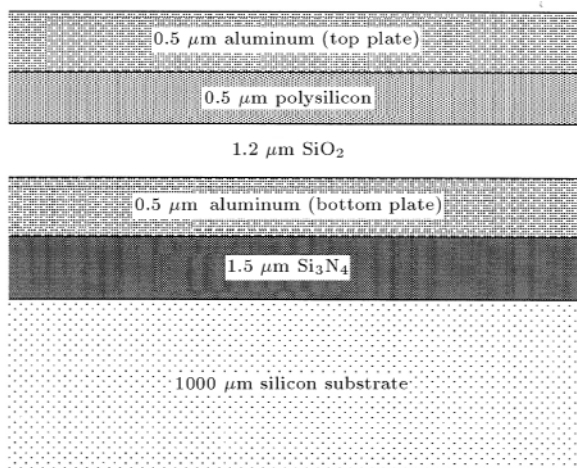 0.5 μm aluminum (top plate)
0.5 μm polysilicon
1.2 μm SiO₂
0.5 μm aluminum (bottom plate)
1.5 μm Si₃N₄
1000 μm silicon substrate